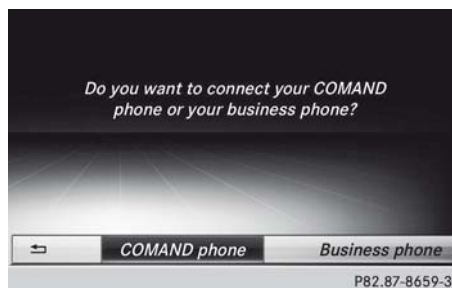 Do you want to connect your COMAND
phone or your business phone?
COMAND phone
Business phone
P82.87-8659-3